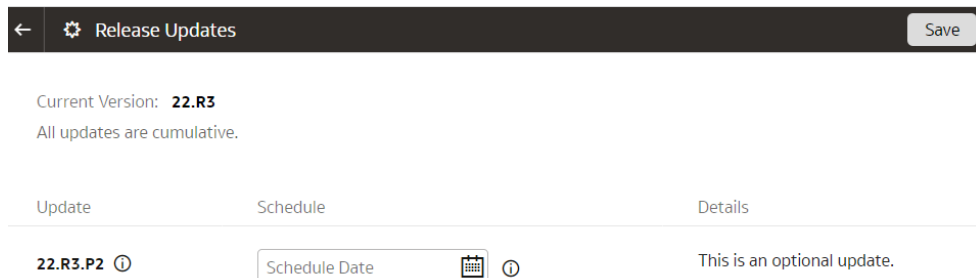 Release Updates Save
Current Version: 22.R3
All updates are cumulative.
Update Schedule Details
22.R3.P2 Schedule Date This is an optional update.